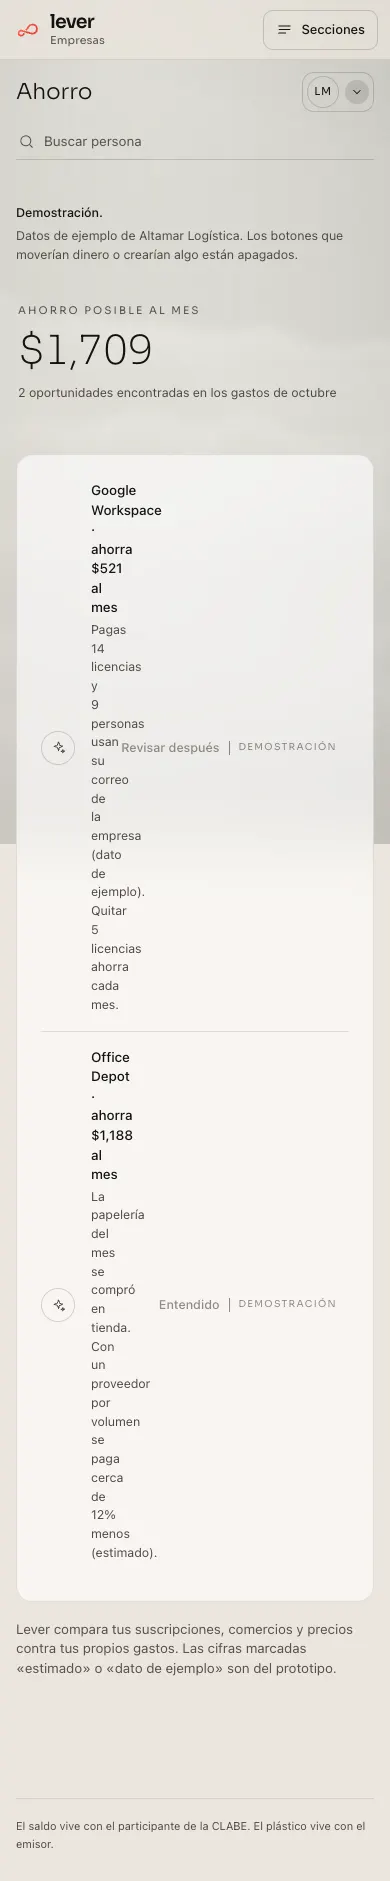 lever
Empresas
Secciones
Ahorro
LM
Buscar persona
Demostración.
Datos de ejemplo de Altamar Logística. Los botones que
moverían dinero o crearían algo están apagados.
AHORRO POSIBLE AL MES
$1,709
2 oportunidades encontradas en los gastos de octubre
Google
Workspace
·
ahorra
$521
al
mes
Pagas
14
licencias
y
9
personas
usan
su
correo
de
la
empresa
(dato
de
ejemplo).
Quitar
5
licencias
ahorra
cada
mes.
Revisar después | DEMOSTRACIÓN
Office
Depot
·
ahorra
$1,188
al
mes
La
papelería
del
mes
se
compró
en
tienda.
Con
un
proveedor
por
volumen
se
paga
cerca
de
12%
menos
(estimado).
Entendido | DEMOSTRACIÓN
Lever compara tus suscripciones, comercios y precios
contra tus propios gastos. Las cifras marcadas
«estimado» o «dato de ejemplo» son del prototipo.
El saldo vive con el participante de la CLABE. El plástico vive con el
emisor.